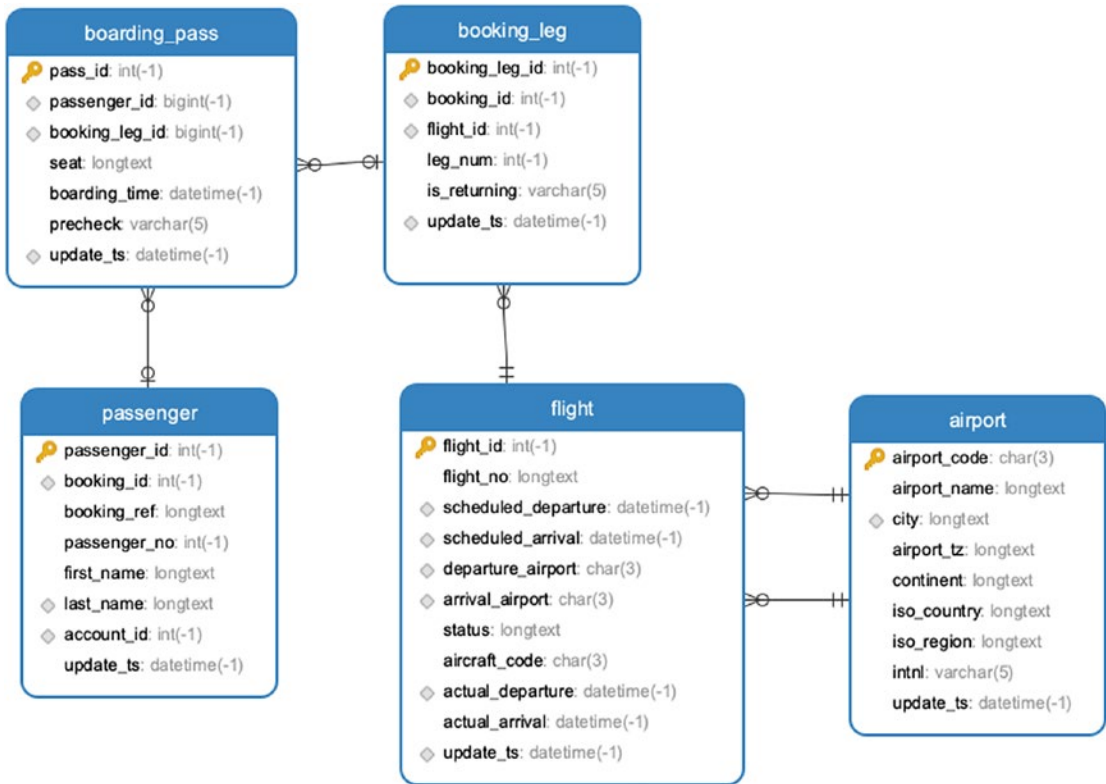 boarding_pass
pass_id: int(-1)
passenger_id: bigint(-1)
booking_leg_id: bigint(-1)
seat: longtext
boarding_time: datetime(-1)
precheck: varchar(5)
update_ts: datetime(-1)
booking_leg
booking_leg_id: int(-1)
booking_id: int(-1)
flight_id: int(-1)
leg_num: int(-1)
is_returning: varchar(5)
update_ts: datetime(-1)
passenger
passenger_id: int(-1)
booking_id: int(-1)
booking_ref: longtext
passenger_no: int(-1)
first_name: longtext
last_name: longtext
account_id: int(-1)
update_ts: datetime(-1)
flight
flight_id: int(-1)
flight_no: longtext
scheduled_departure: datetime(-1)
scheduled_arrival: datetime(-1)
departure_airport: char(3)
arrival_airport: char(3)
status: longtext
aircraft_code: char(3)
actual_departure: datetime(-1)
actual_arrival: datetime(-1)
update_ts: datetime(-1)
airport
airport_code: char(3)
airport_name: longtext
city: longtext
airport_tz: longtext
continent: longtext
iso_country: longtext
iso_region: longtext
intnl: varchar(5)
update_ts: datetime(-1)